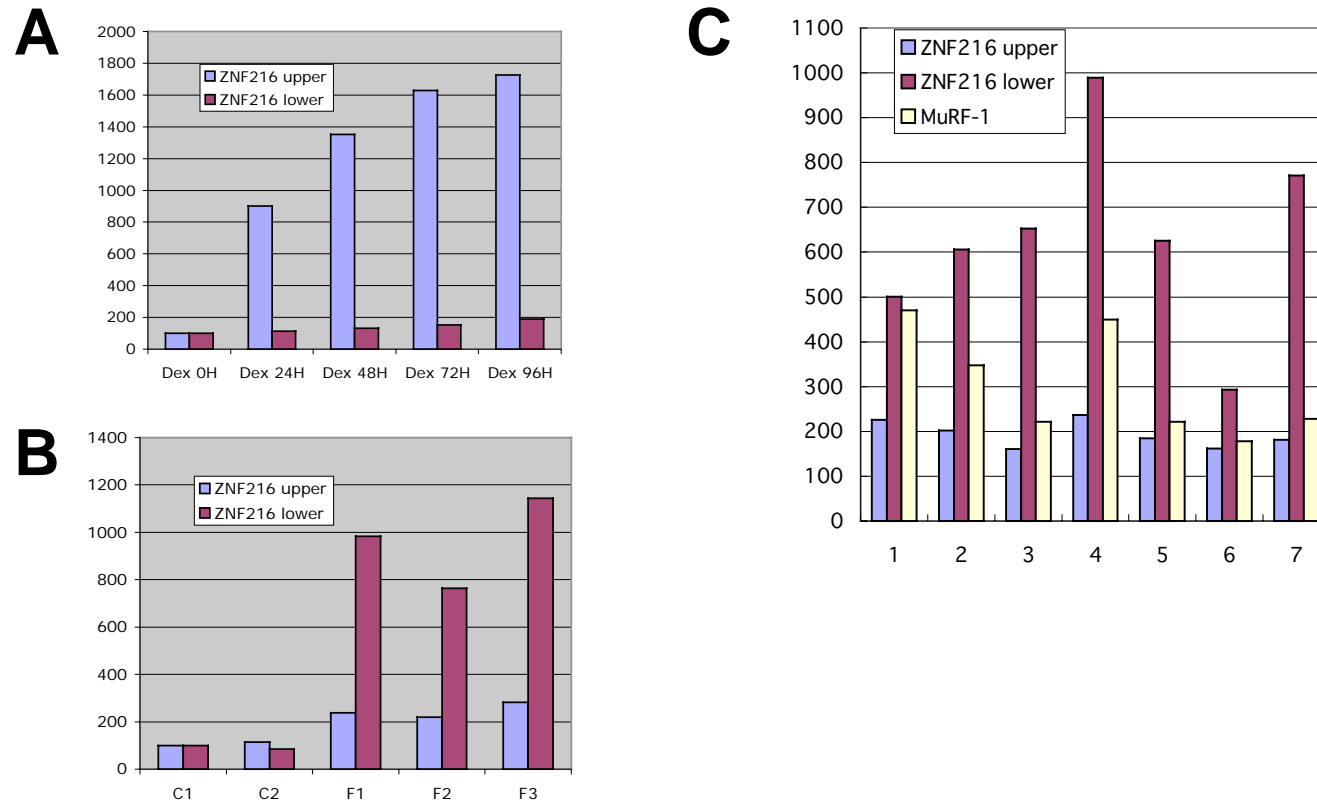 A
2000
1800
1600
1400
1200
1000
800
600
400
200
0
ZNF216 upper
ZNF216 lower
Dex 0H Dex 24H Dex 48H Dex 72H Dex 96H
B
1400
1200
1000
800
600
400
200
0
ZNF216 upper
ZNF216 lower
C1 C2 F1 F2 F3
C
1100
1000
900
800
700
600
500
400
300
200
100
0
ZNF216 upper
ZNF216 lower
MuRF-1
1 2 3 4 5 6 7